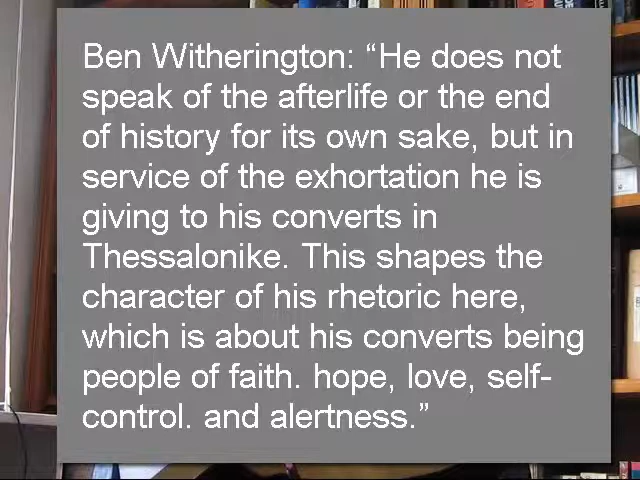 Ben Witherington: “He does not
speak of the afterlife or the end
of history for its own sake, but in
service of the exhortation he is
giving to his converts in
Thessalonike. This shapes the
character of his rhetoric here,
which is about his converts being
people of faith. hope, love, self-
control. and alertness.”